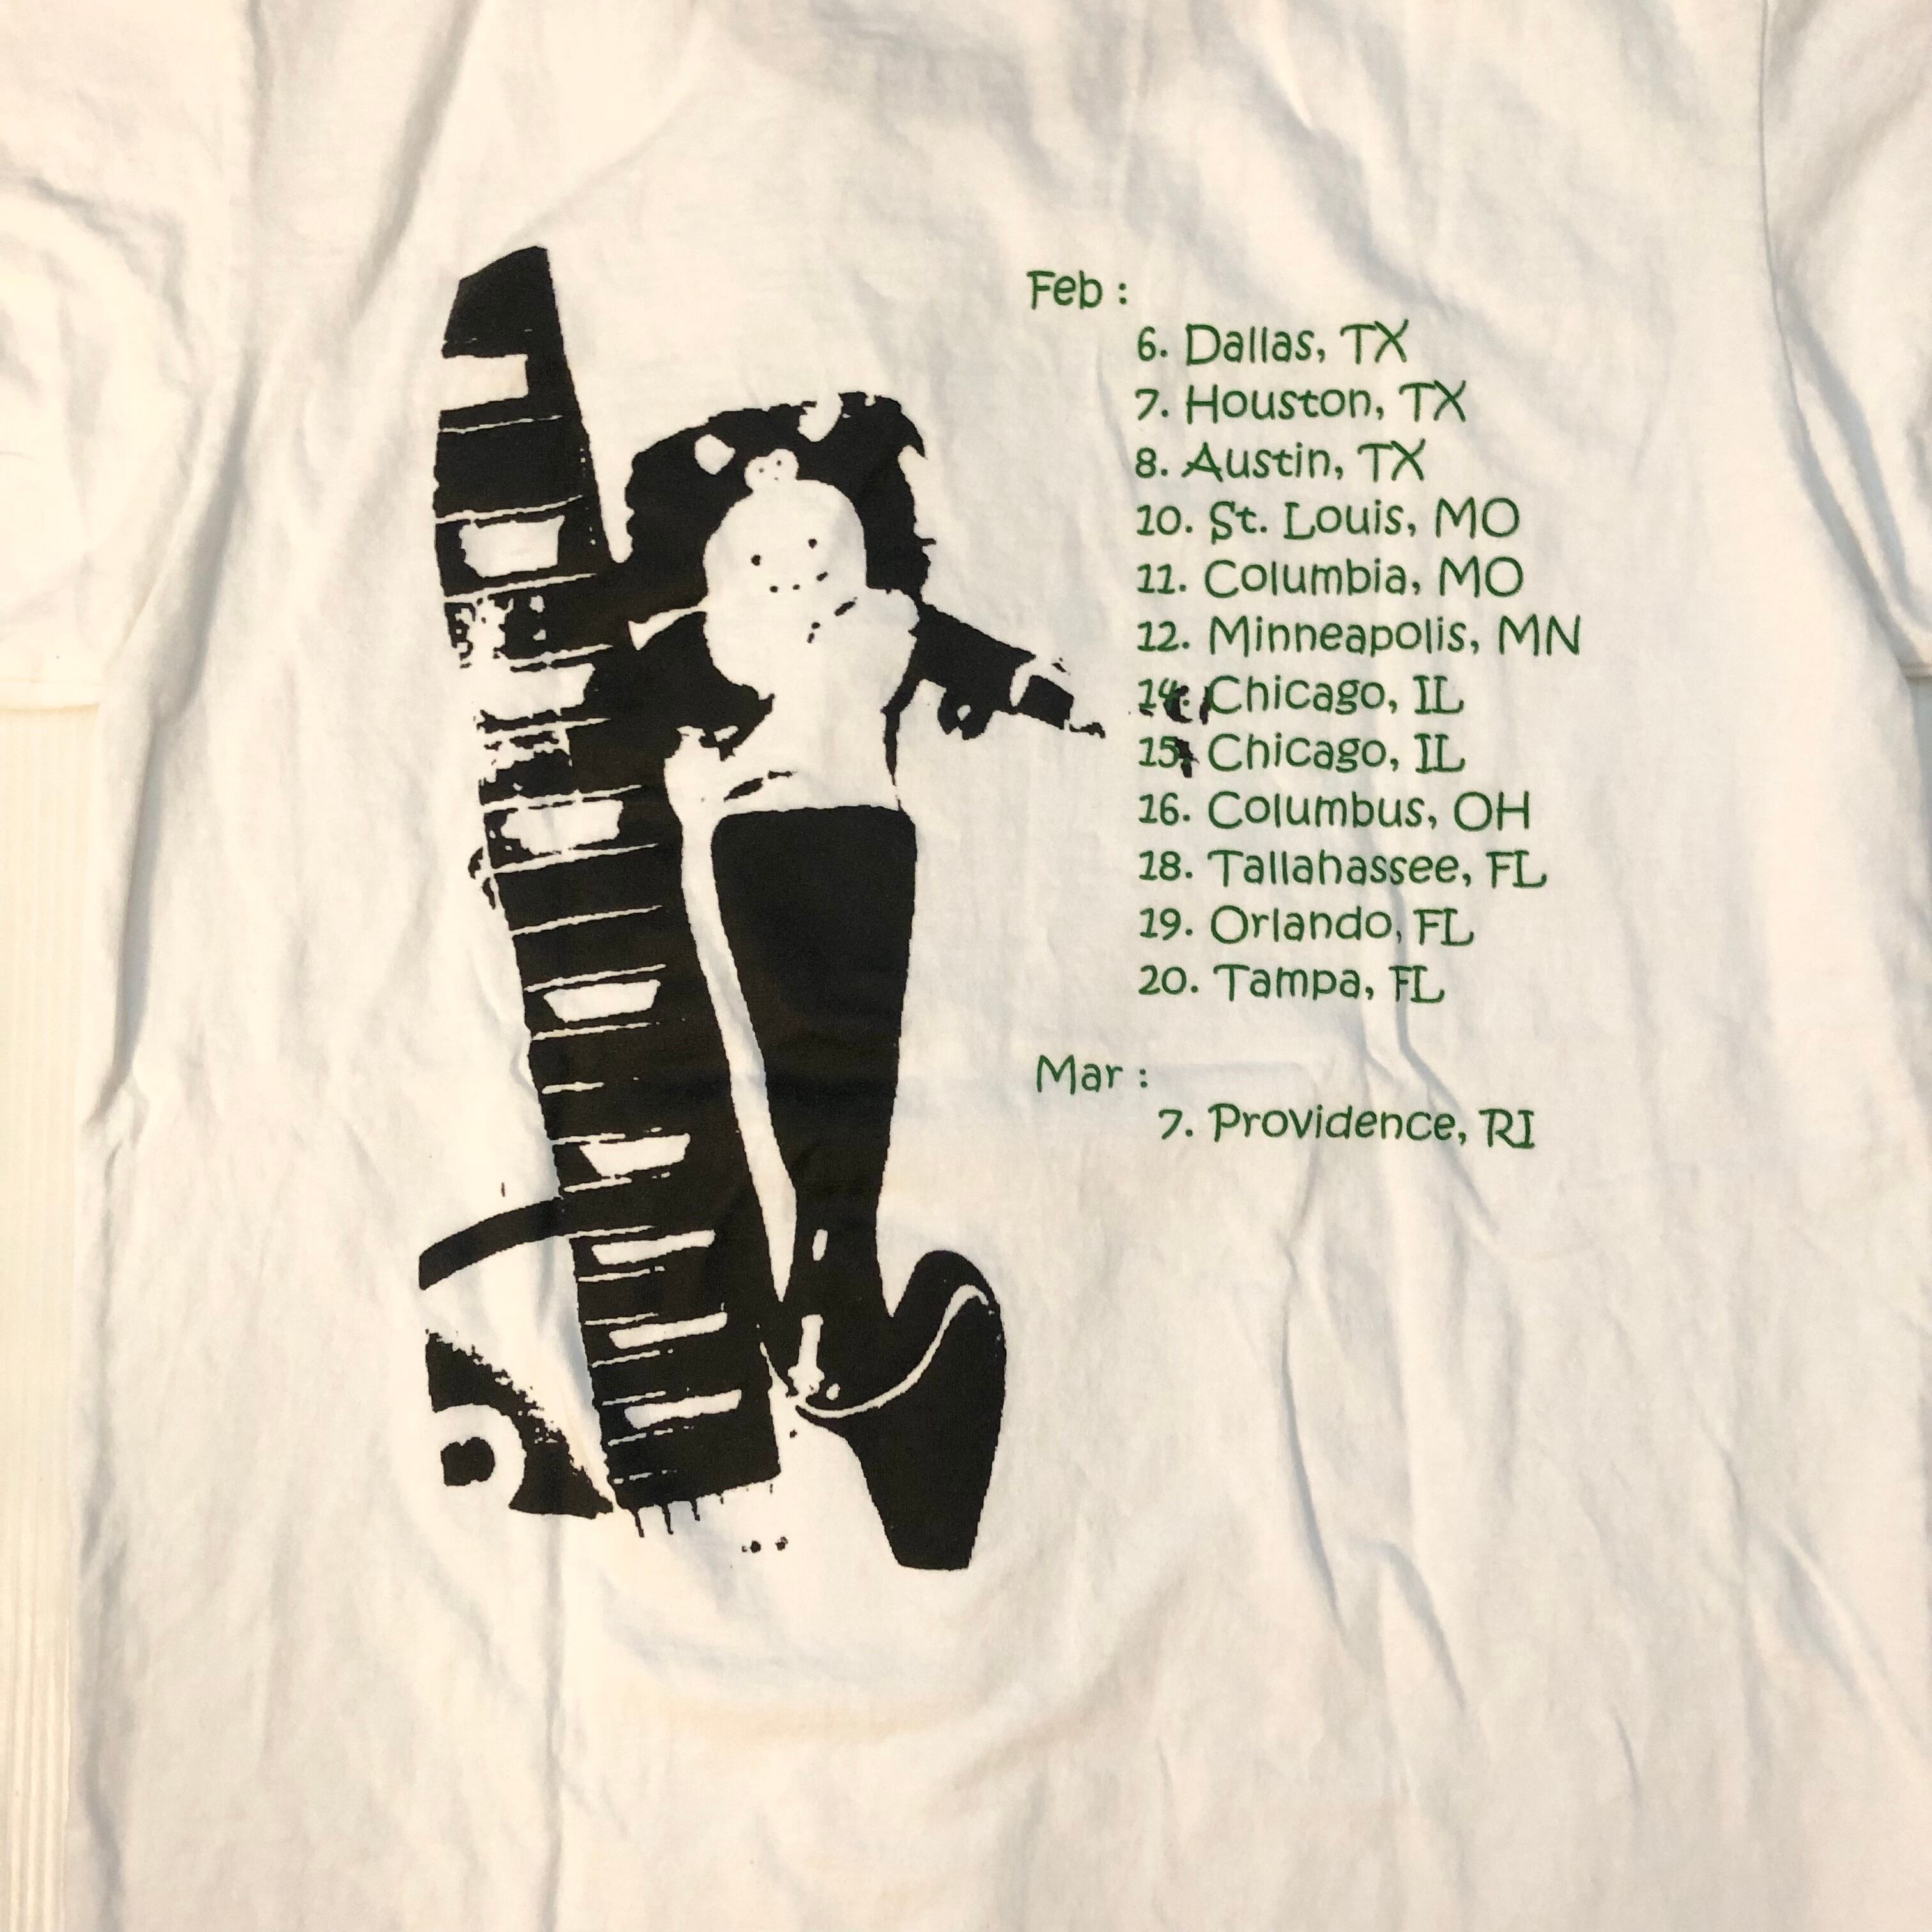 Feb :
6. Dallas, TX
7. Houston, TX
8. Austin, TX
10. St. Louis, MO
11. Columbia, MO
12. Minneapolis, MN
14. Chicago, IL
15. Chicago, IL
16. Columbus, OH
18. Tallahassee, FL
19. Orlando, FL
20. Tampa, FL
Mar :
7. Providence, RI